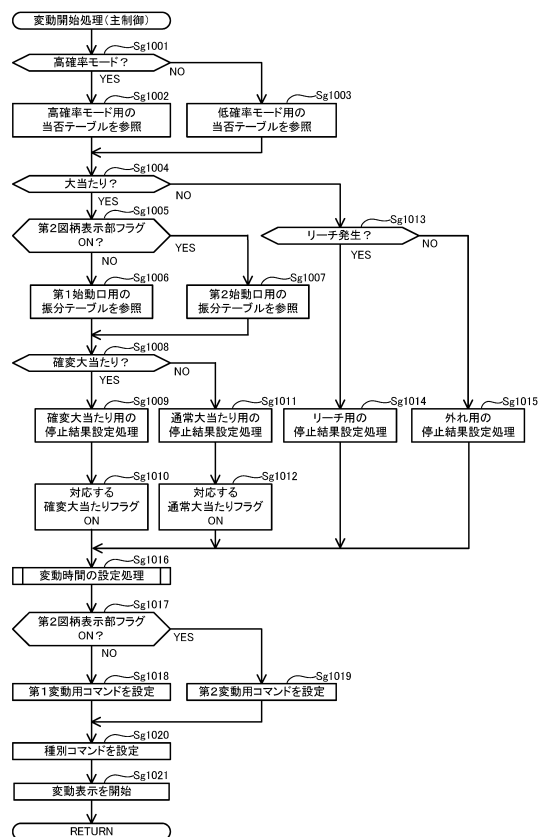 変動開始処理(主制御)
Sg1001
高確率モード?
NO
YES
Sg1002
Sg1003
高確率モード用の
当否テーブルを参照
低確率モード用の
当否テーブルを参照
Sg1004
大当たり?
NO
YES
Sg1005
第2図柄表示部フラグ
ON?
YES
NO
Sg1013
リーチ発生?
NO
YES
Sg1006
Sg1007
第1始動口用の
振分テーブルを参照
第2始動口用の
振分テーブルを参照
Sg1008
確変大当たり?
NO
YES
Sg1009
Sg1011
Sg1014
Sg1015
確変大当たり用の
停止結果設定処理
通常大当たり用の
停止結果設定処理
リーチ用の
停止結果設定処理
外れ用の
停止結果設定処理
Sg1010
Sg1012
対応する
確変大当たりフラグ
ON
対応する
通常大当たりフラグ
ON
Sg1016
変動時間の設定処理
Sg1017
第2図柄表示部フラグ
ON?
YES
NO
Sg1018
Sg1019
第1変動用コマンドを設定
第2変動用コマンドを設定
Sg1020
種別コマンドを設定
Sg1021
変動表示を開始
RETURN